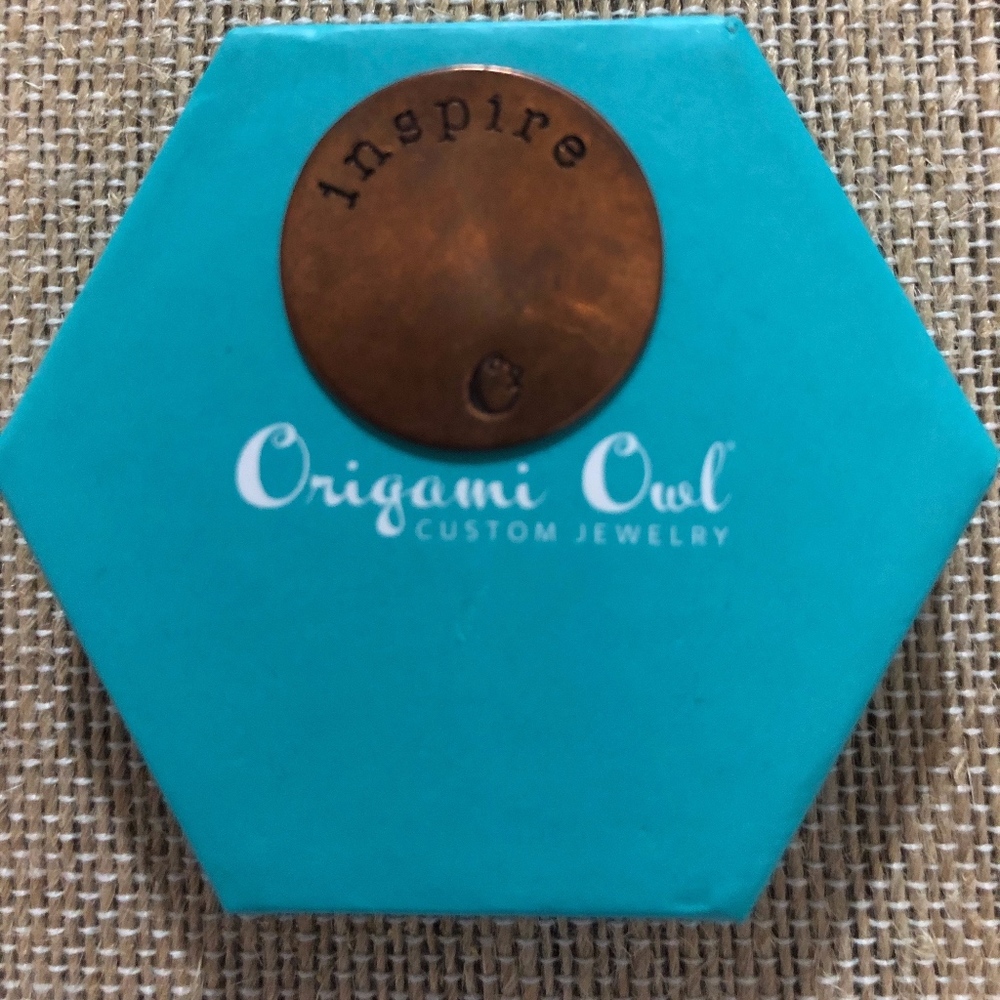 inspire
Origami Owl
CUSTOM JEWELRY